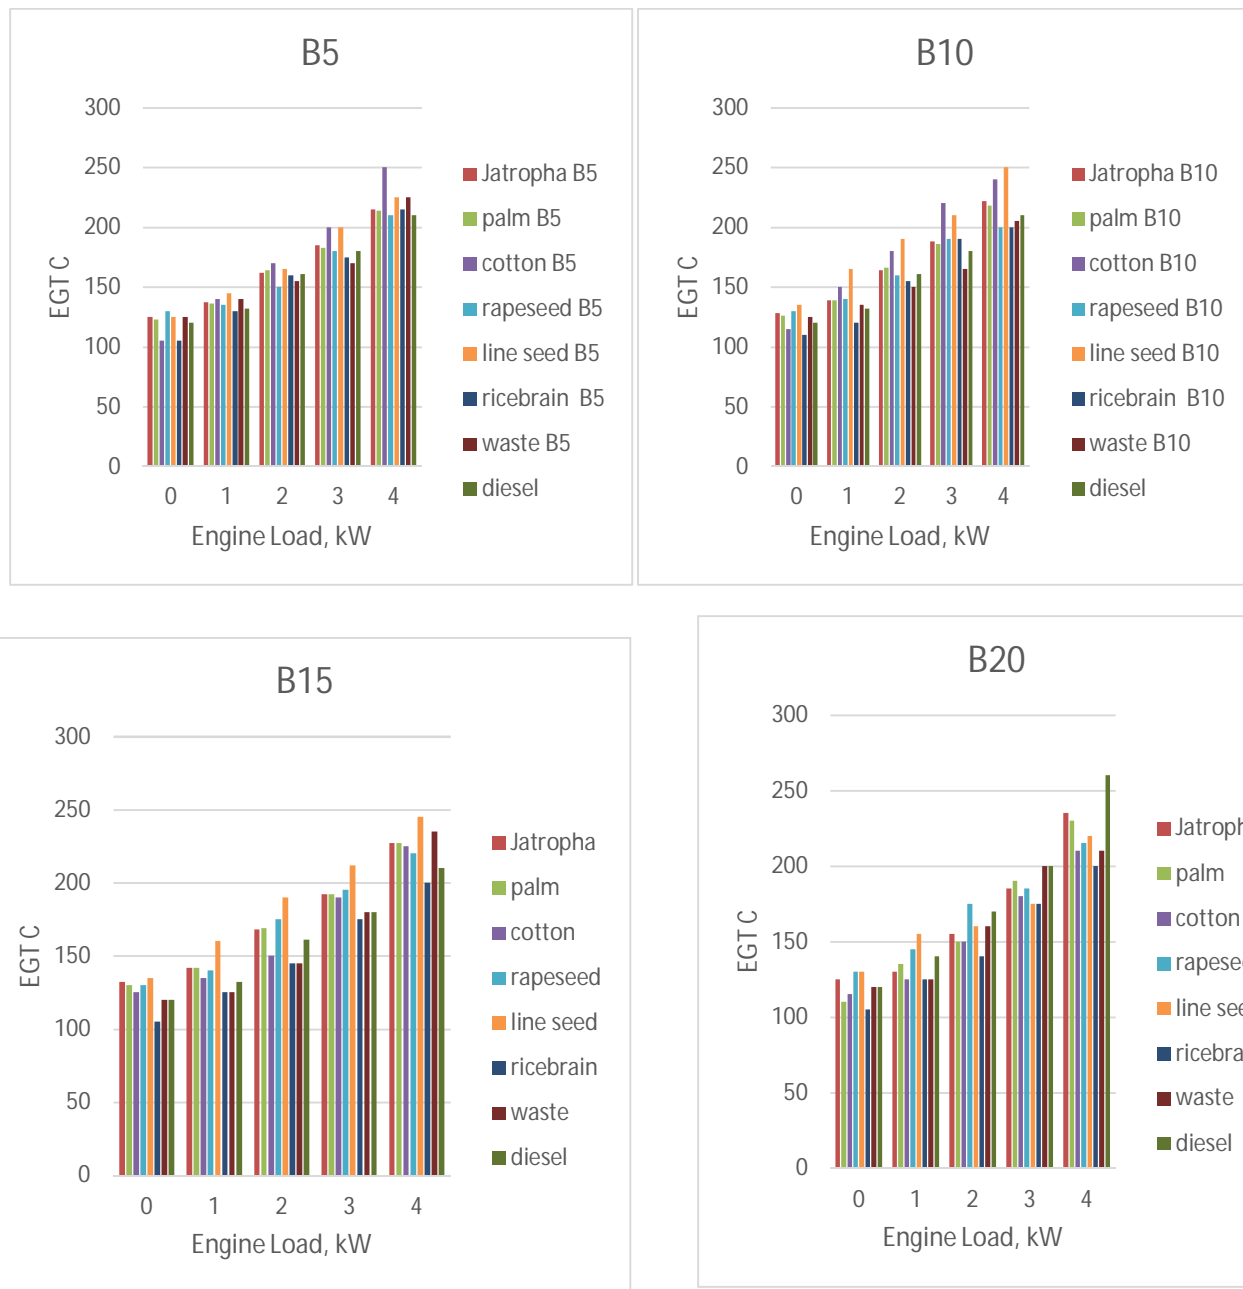 B5
300
250
200
150
100
50
0
EGT C
0 1 2 3 4
Engine Load, kW
Jatropha B5
palm B5
cotton B5
rapeseed B5
line seed B5
ricebrain B5
waste B5
diesel
B10
300
250
200
150
100
50
0
EGT C
0 1 2 3 4
Engine Load, kW
Jatropha B10
palm B10
cotton B10
rapeseed B10
line seed B10
ricebrain B10
waste B10
diesel
B15
300
250
200
150
100
50
0
EGT C
0 1 2 3 4
Engine Load, kW
Jatropha
palm
cotton
rapeseed
line seed
ricebrain
waste
diesel
B20
300
250
200
150
100
50
0
EGT C
0 1 2 3 4
Engine Load, kW
palm
cotton
line
waste
diesel